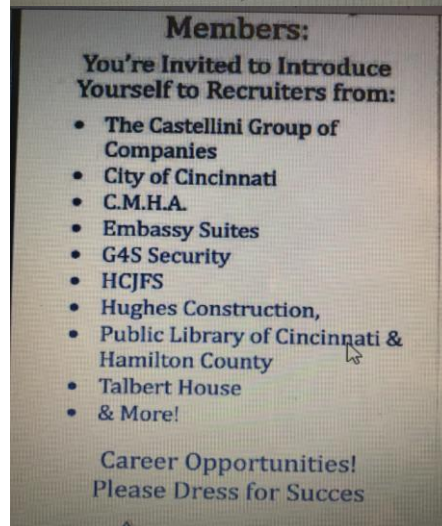 Members:
You're Invited to Introduce
Yourself to Recruiters from:
• The Castellini Group of
Companies
• City of Cincinnati
• C.M.H.A.
• Embassy Suites
• G4S Security
• HCJFS
• Hughes Construction,
• Public Library of Cincinnati &
Hamilton County
• Talbert House
• & More!
Career Opportunities!
Please Dress for Succes